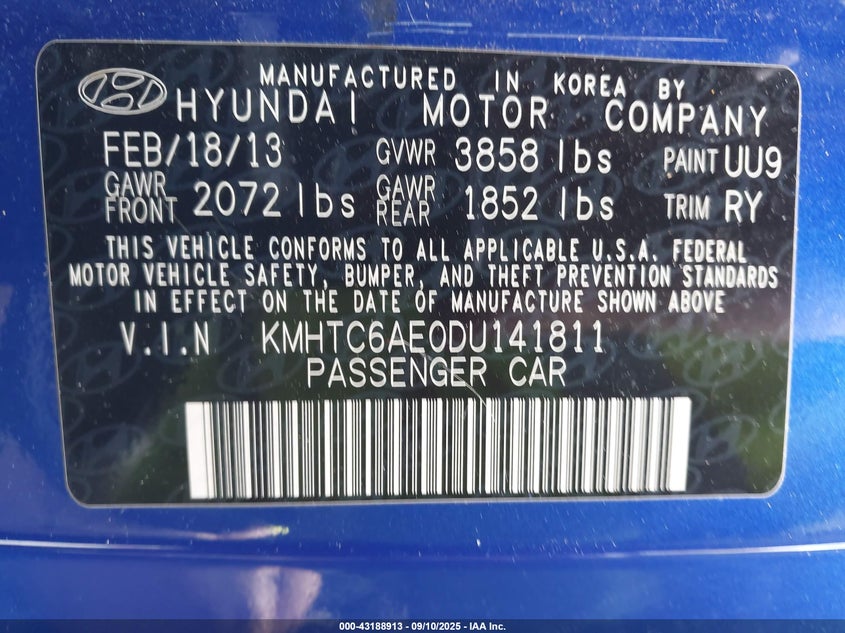 MANUFACTURED IN KOREA BY
HYUNDAI MOTOR COMPANY
FEB/18/13 GVWR 3858 lbs PAINT UU9
GAWR FRONT 2072 lbs GAWR REAR 1852 lbs TRIM RY
THIS VEHICLE CONFORMS TO ALL APPLICABLE U.S.A. FEDERAL
MOTOR VEHICLE SAFETY, BUMPER, AND THEFT PREVENTION STANDARDS
IN EFFECT ON THE DATE OF MANUFACTURE SHOWN ABOVE
V.I.N KMHTC6AE0DU141811
PASSENGER CAR
000-43188913 - 09/10/2025 - IAA Inc.